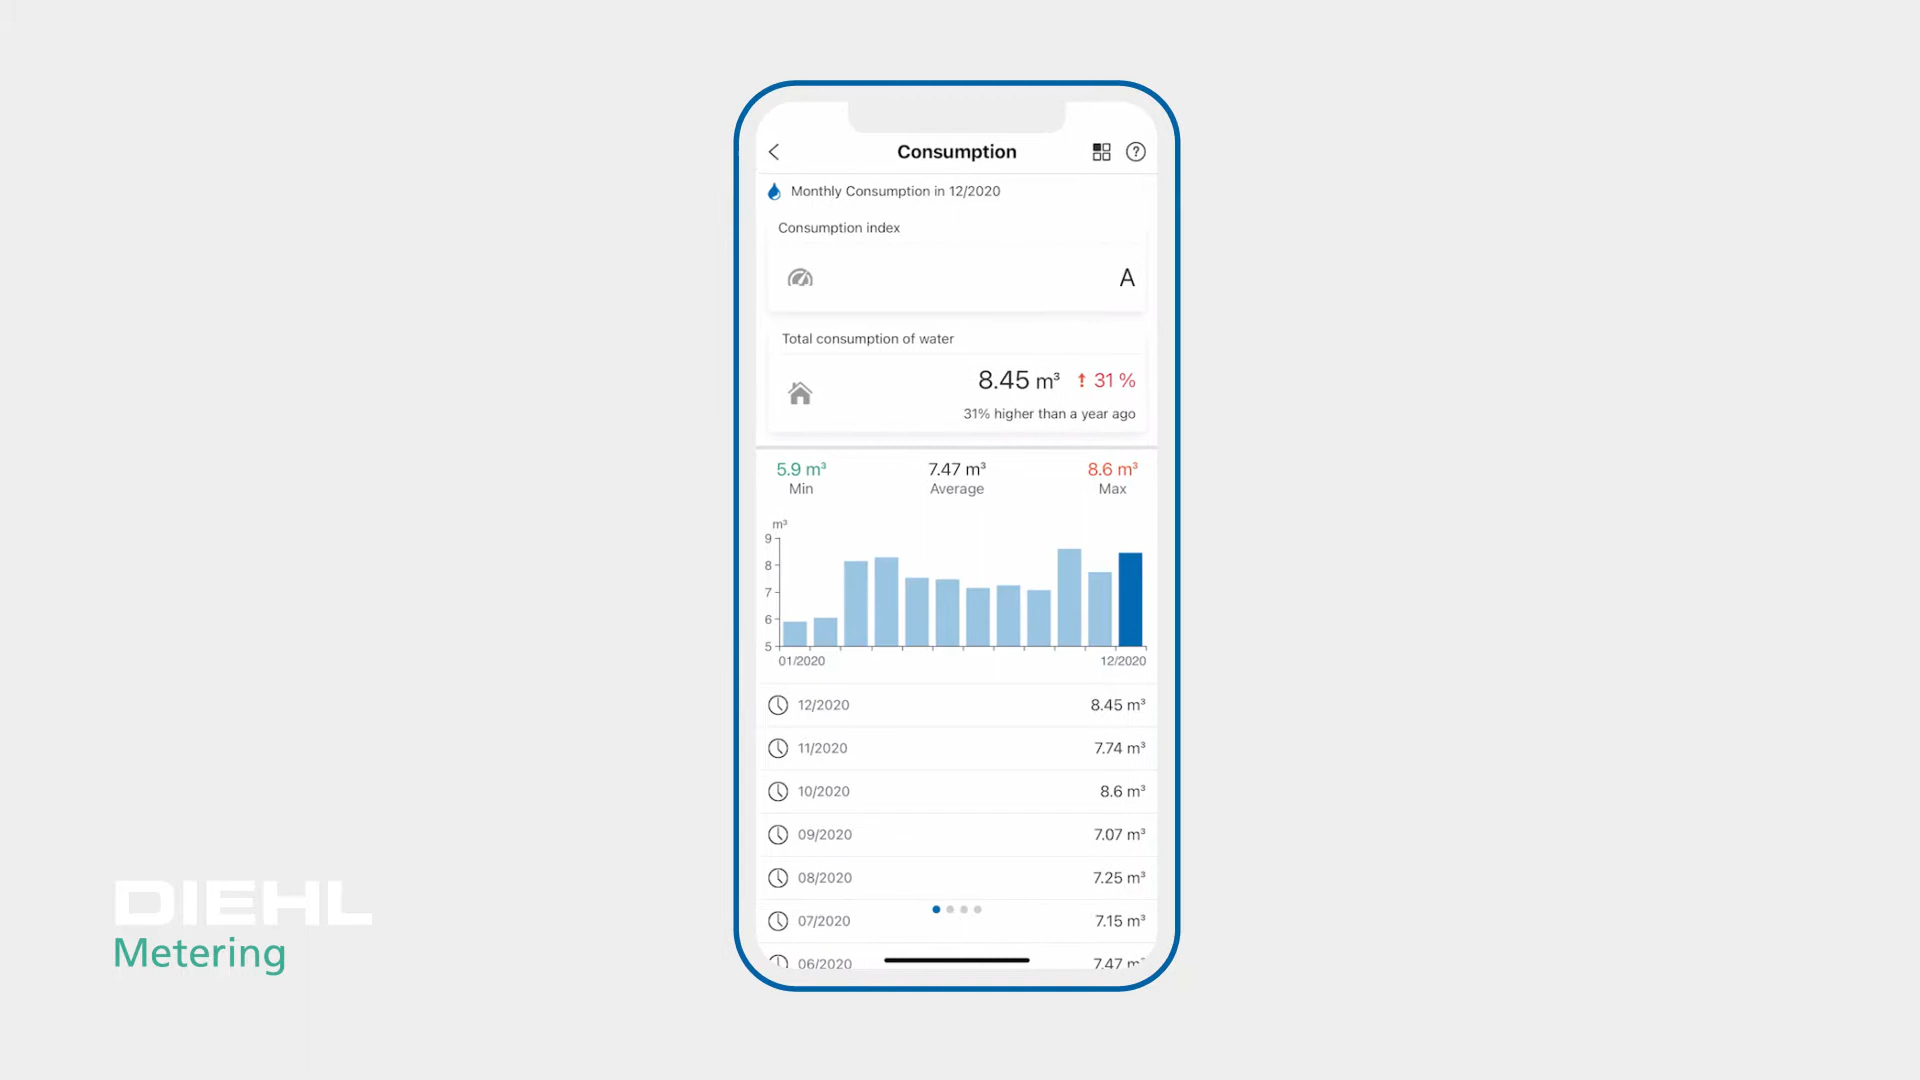 Consumption
Monthly Consumption in 12/2020
Consumption index
A
Total consumption of water
8.45 m³ 31 %
31% higher than a year ago
5.9 m³ 7.47 m³ 8.6 m³
Min Average Max
m³
9
8
7
6
5
01/2020 12/2020
12/2020 8.45 m³
11/2020 7.74 m³
10/2020 8.6 m³
09/2020 7.07 m³
08/2020 7.25 m³
07/2020 7.15 m³
06/2020 7.47 m³
DIEHL
Metering